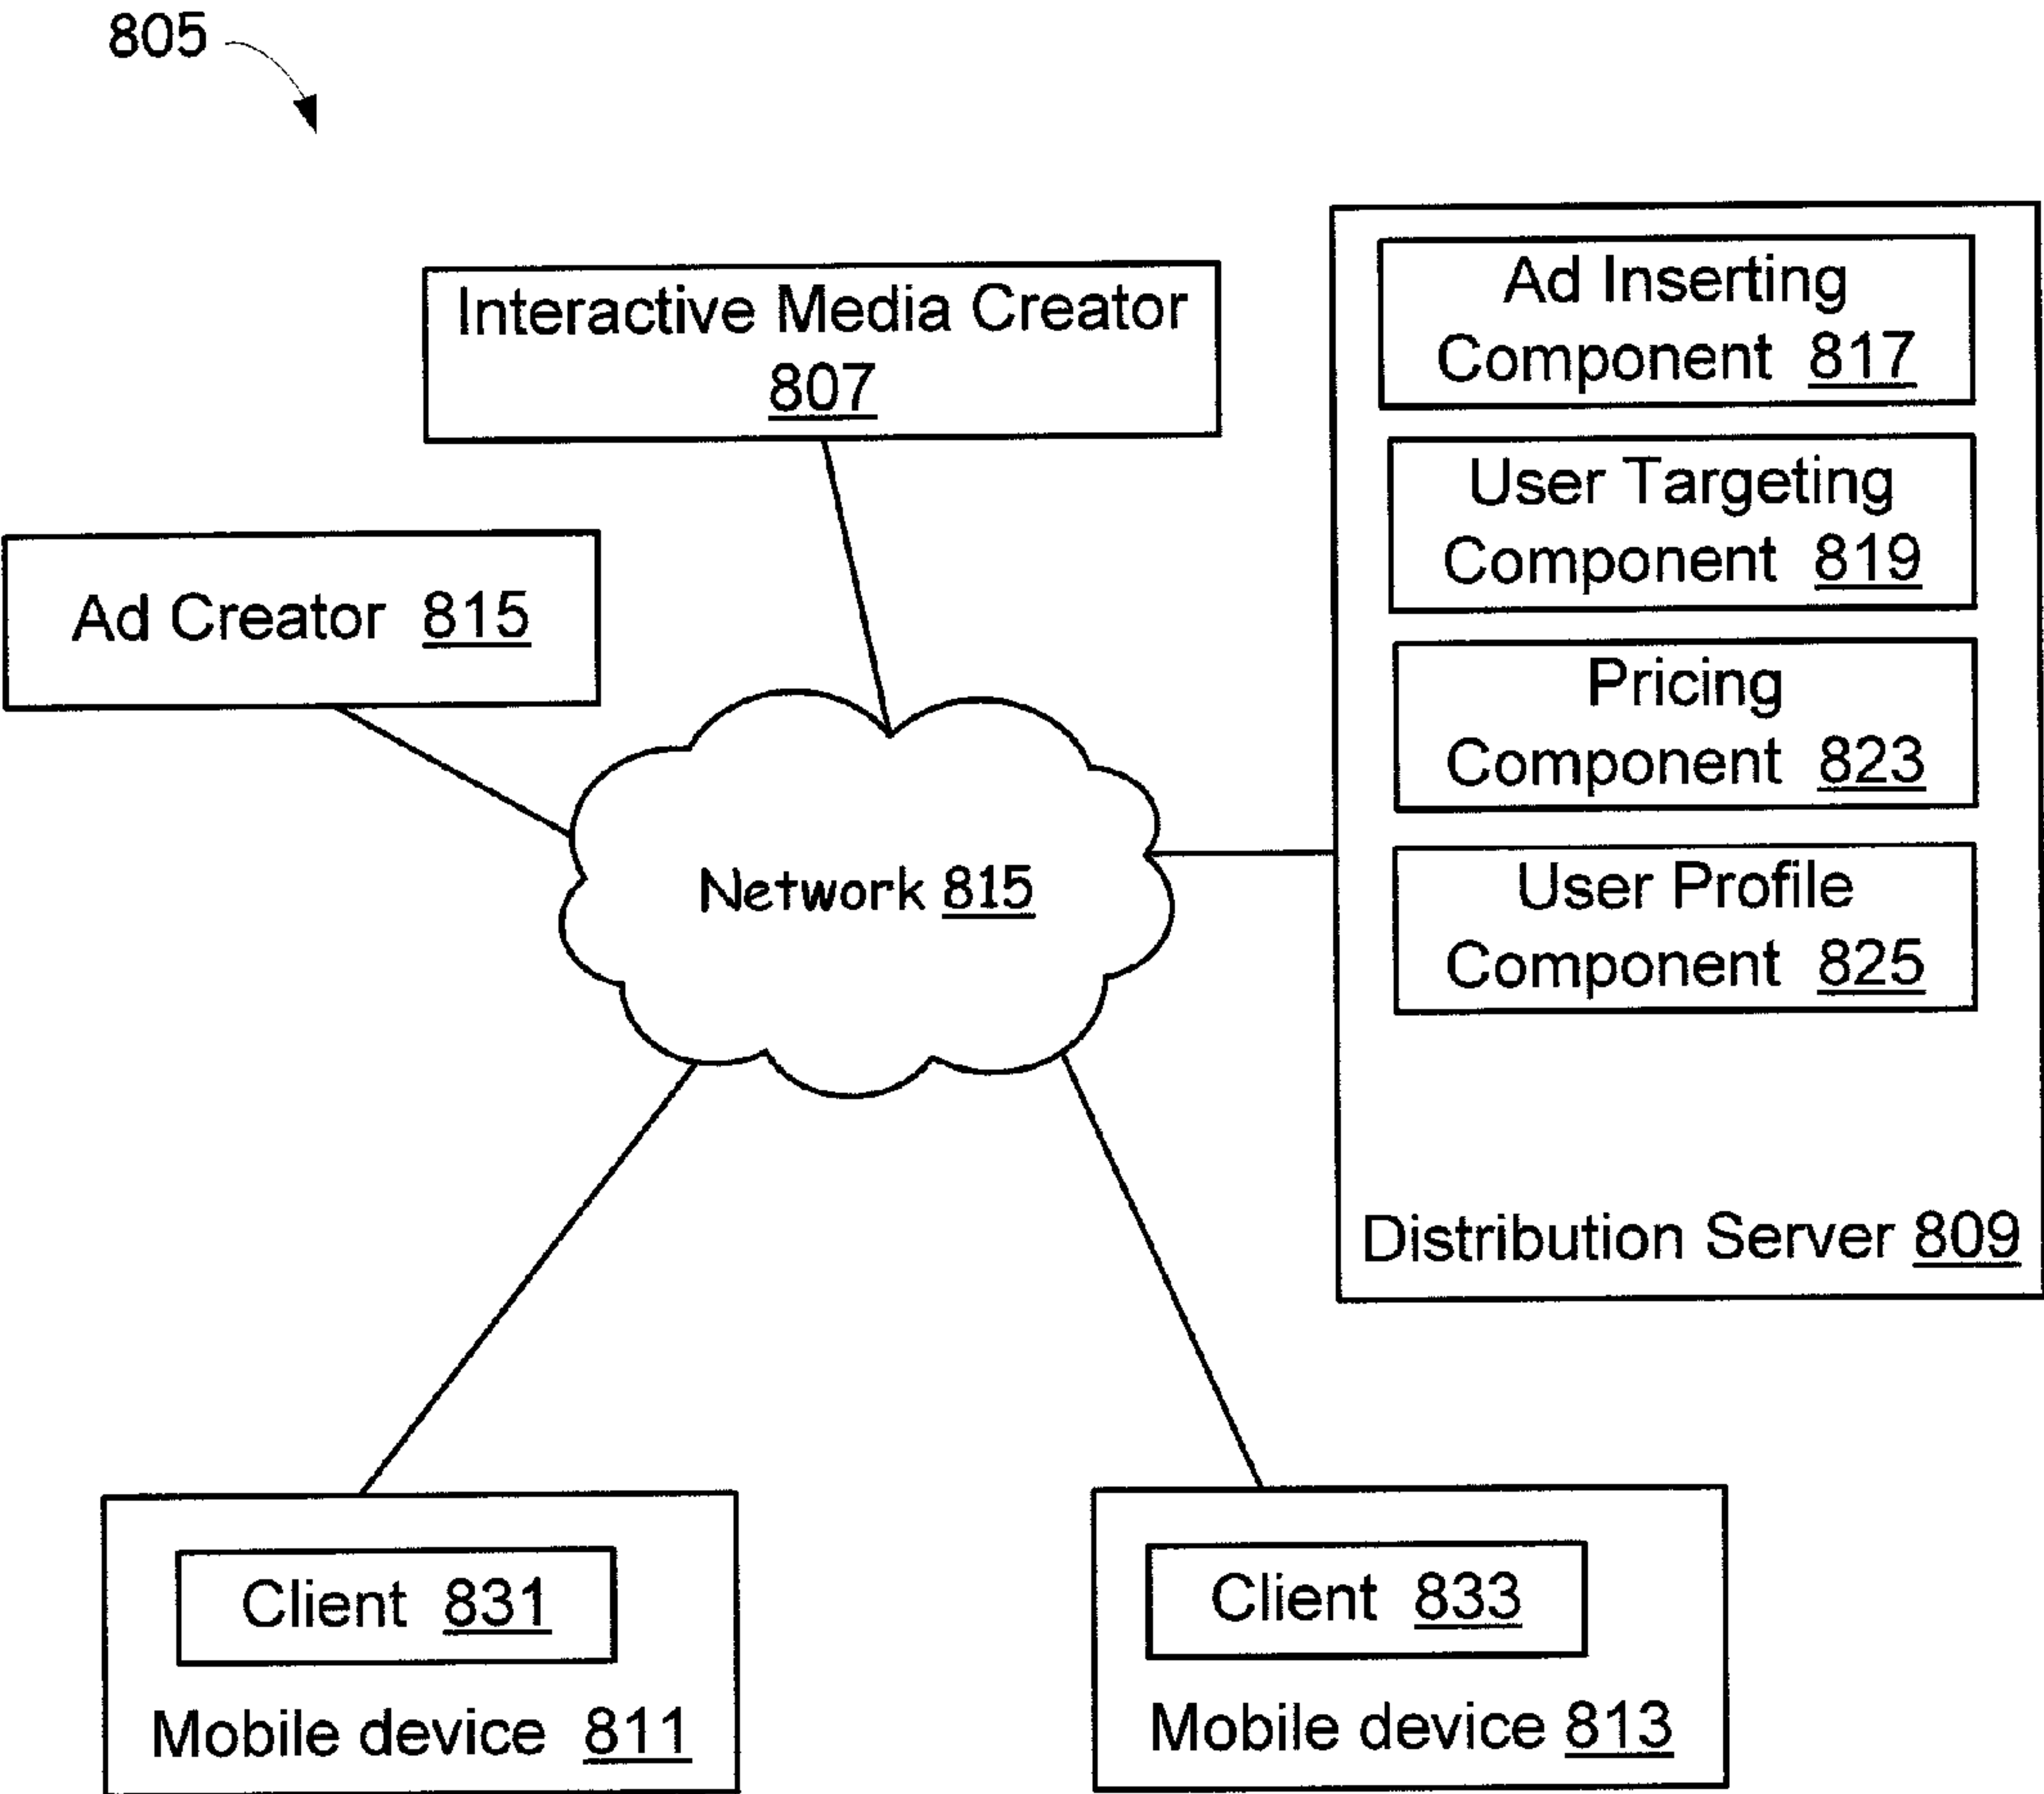 805
Interactive Media Creator
807
Ad Creator 815
Network 815
Ad Inserting
Component 817
User Targeting
Component 819
Pricing
Component 823
User Profile
Component 825
Distribution Server 809
Client 831
Mobile device 811
Client 833
Mobile device 813